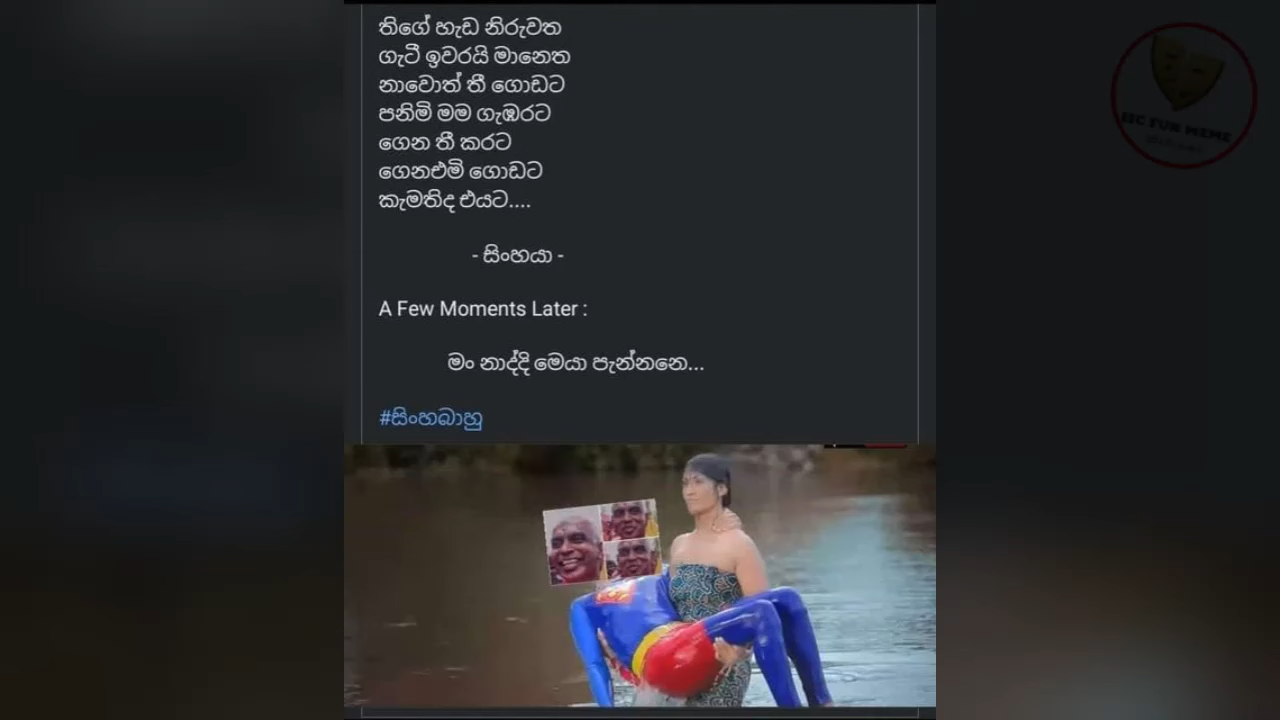 තිගේ හැඩ නිරුවත
ගැටී ඉවරයි මානෙත
නාවොත් තී ගොඩට
පනිමි මම ගැඹරට
ගෙන තී කරට
ගෙනඑමි ගොඩට
කැමතිද එයට....
- සිංහයා -
A Few Moments Later :
මං නාද්දි මෙයා පැන්නනෙ...
#සිංහබාහු